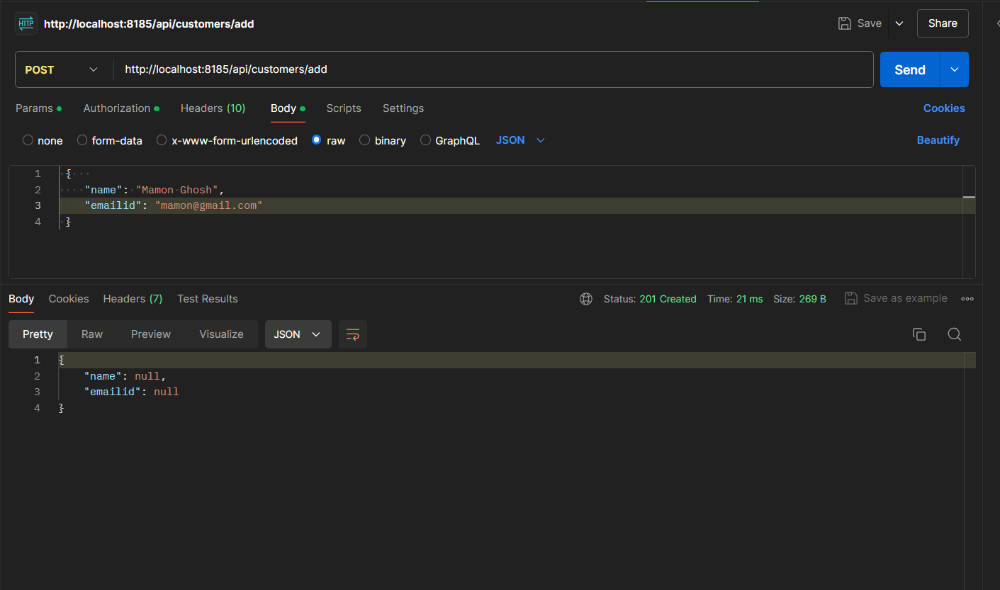 HTTP http://localhost:8185/api/customers/add Save Share
POST http://localhost:8185/api/customers/add Send
Params Authorization Headers (10) Body Scripts Settings Cookies
none form-data x-www-form-urlencoded raw binary GraphQL JSON Beautify
1 {
2 "name": "Mamon Ghosh",
3 "emailid": "mamon@gmail.com"
4 }
Body Cookies Headers (7) Test Results Status: 201 Created Time: 21 ms Size: 269 B Save as example
Pretty Raw Preview Visualize JSON
1 {
2 "name": null,
3 "emailid": null
4 }